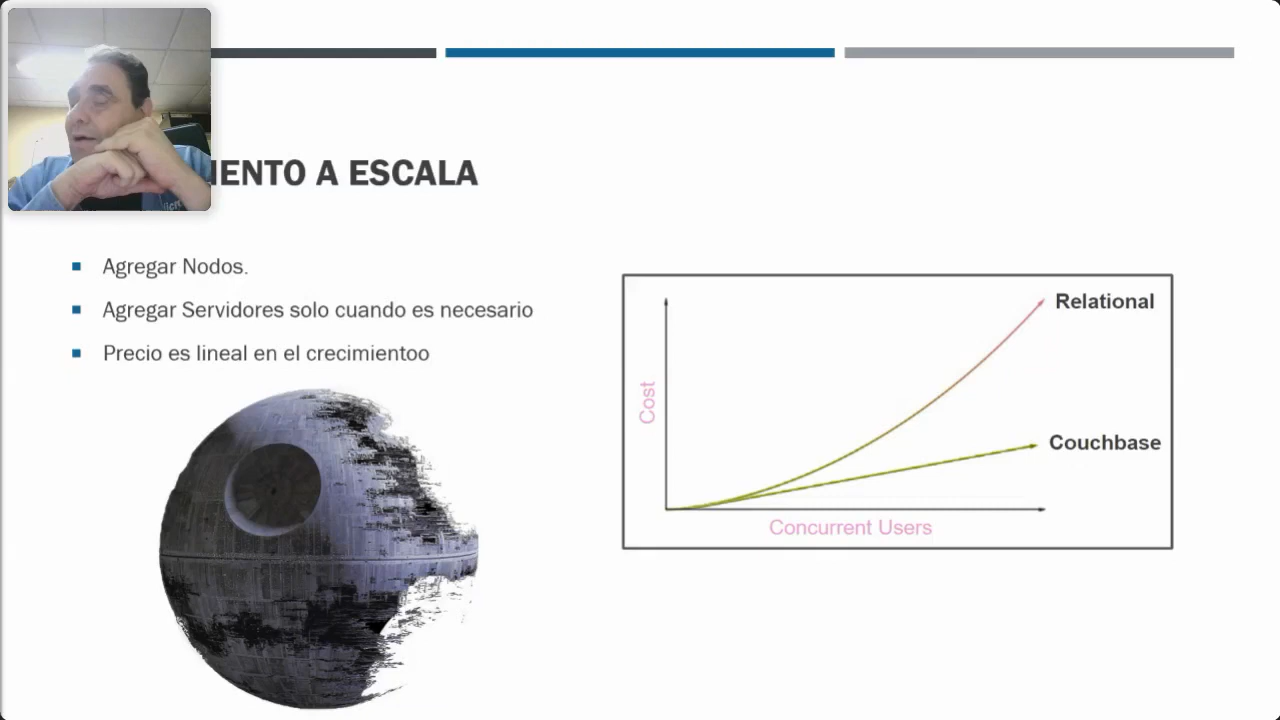 IENTO A ESCALA
Agregar Nodos.
Agregar Servidores solo cuando es necesario
Precio es lineal en el crecimientoo
Relational
Cost
Couchbase
Concurrent Users